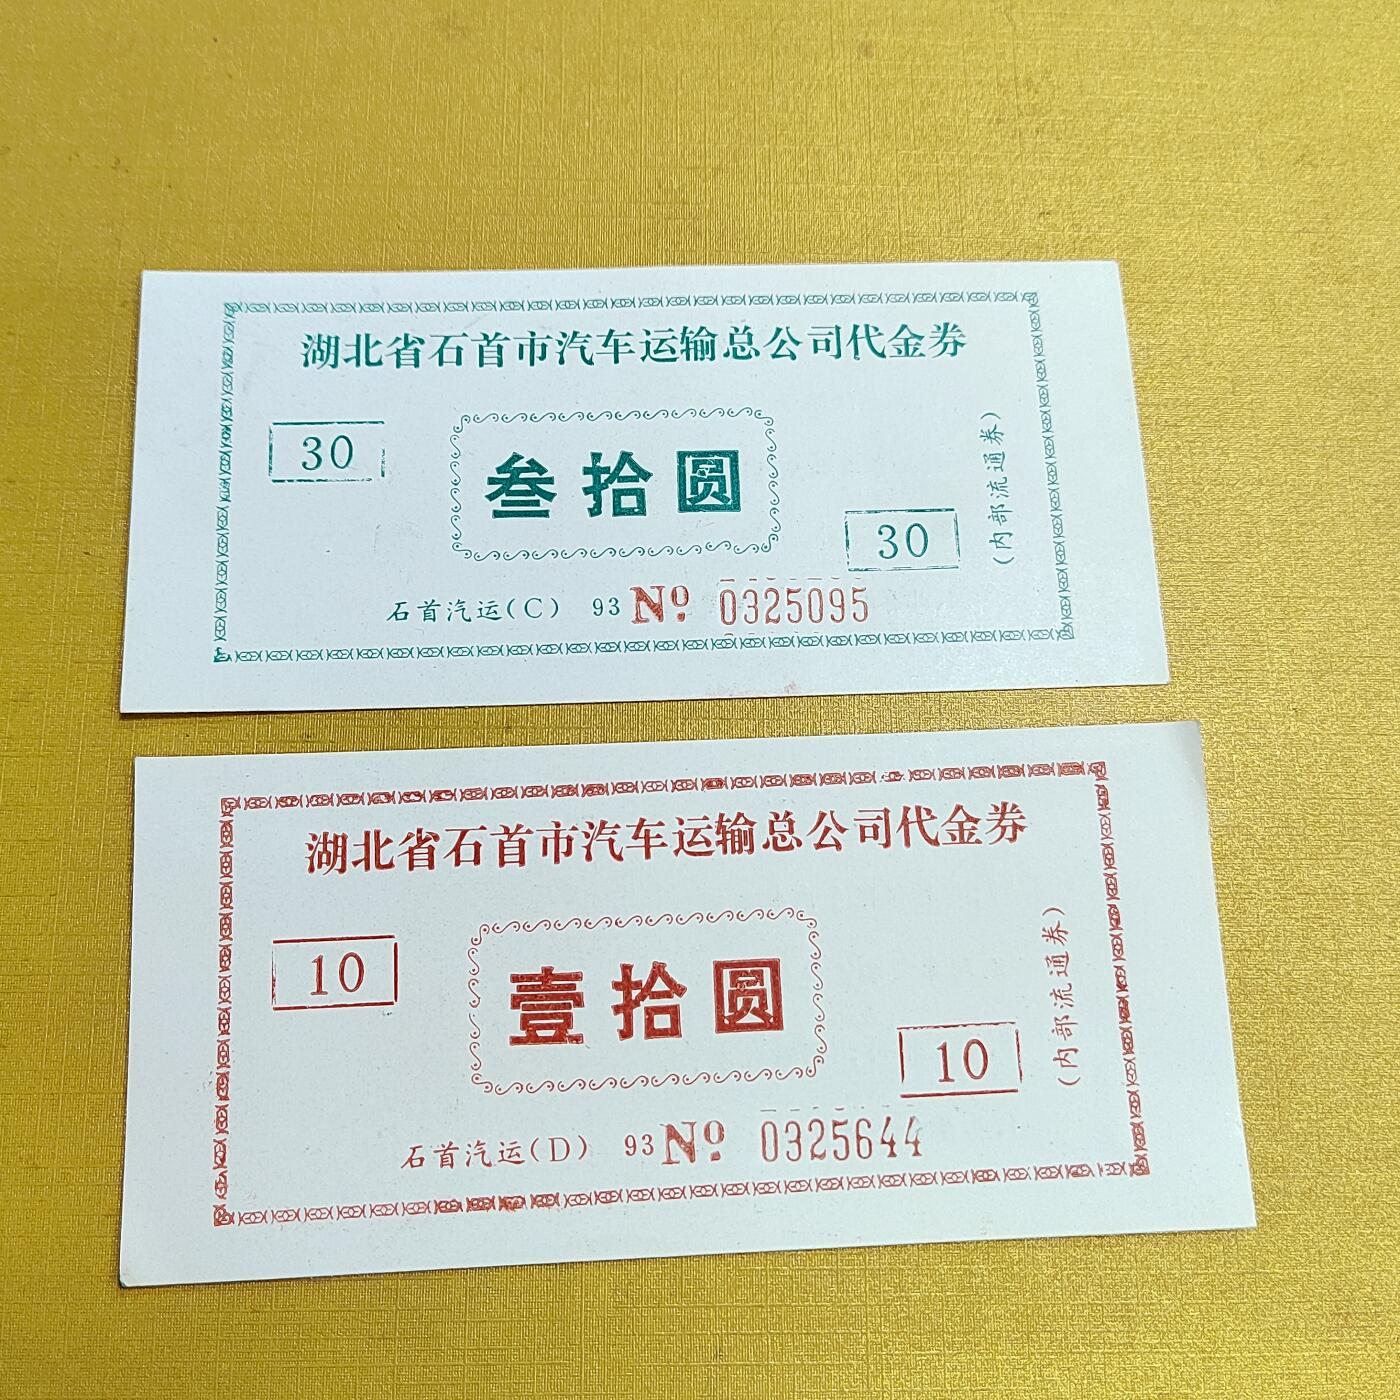 湖北省石首市汽车运输总公司代金券
30
叁拾圆
30
(内部流通券)
石首汽运(C) 93 No 0325095
湖北省石首市汽车运输总公司代金券
10
壹拾圆
10
(内部流通券)
石首汽运(D) 93 No 0325644